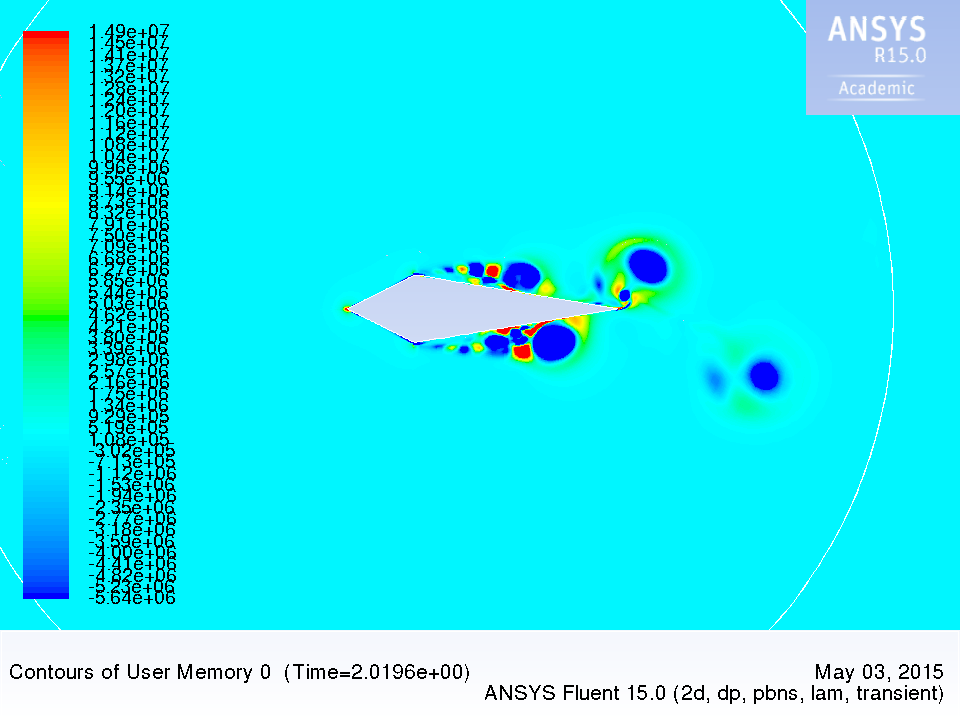 ANSYS
R15.0
Academic
1.49e+07
1.45e+07
1.41e+07
1.37e+07
1.32e+07
1.28e+07
1.24e+07
1.20e+07
1.16e+07
1.12e+07
1.08e+07
1.04e+07
9.96e+06
9.55e+06
9.14e+06
8.73e+06
8.32e+06
7.91e+06
7.50e+06
7.09e+06
6.68e+06
6.27e+06
5.85e+06
5.44e+06
5.03e+06
4.62e+06
4.21e+06
3.80e+06
3.39e+06
2.98e+06
2.57e+06
2.16e+06
1.75e+06
1.34e+06
9.29e+05
5.19e+05
1.08e+05
-3.02e+05
-7.13e+05
-1.12e+06
-1.53e+06
-1.94e+06
-2.35e+06
-2.77e+06
-3.18e+06
-3.59e+06
-4.00e+06
-4.41e+06
-4.82e+06
-5.23e+06
-5.64e+06
Contours of User Memory 0  (Time=2.0196e+00)
May 03, 2015
ANSYS Fluent 15.0 (2d, dp, pbns, lam, transient)